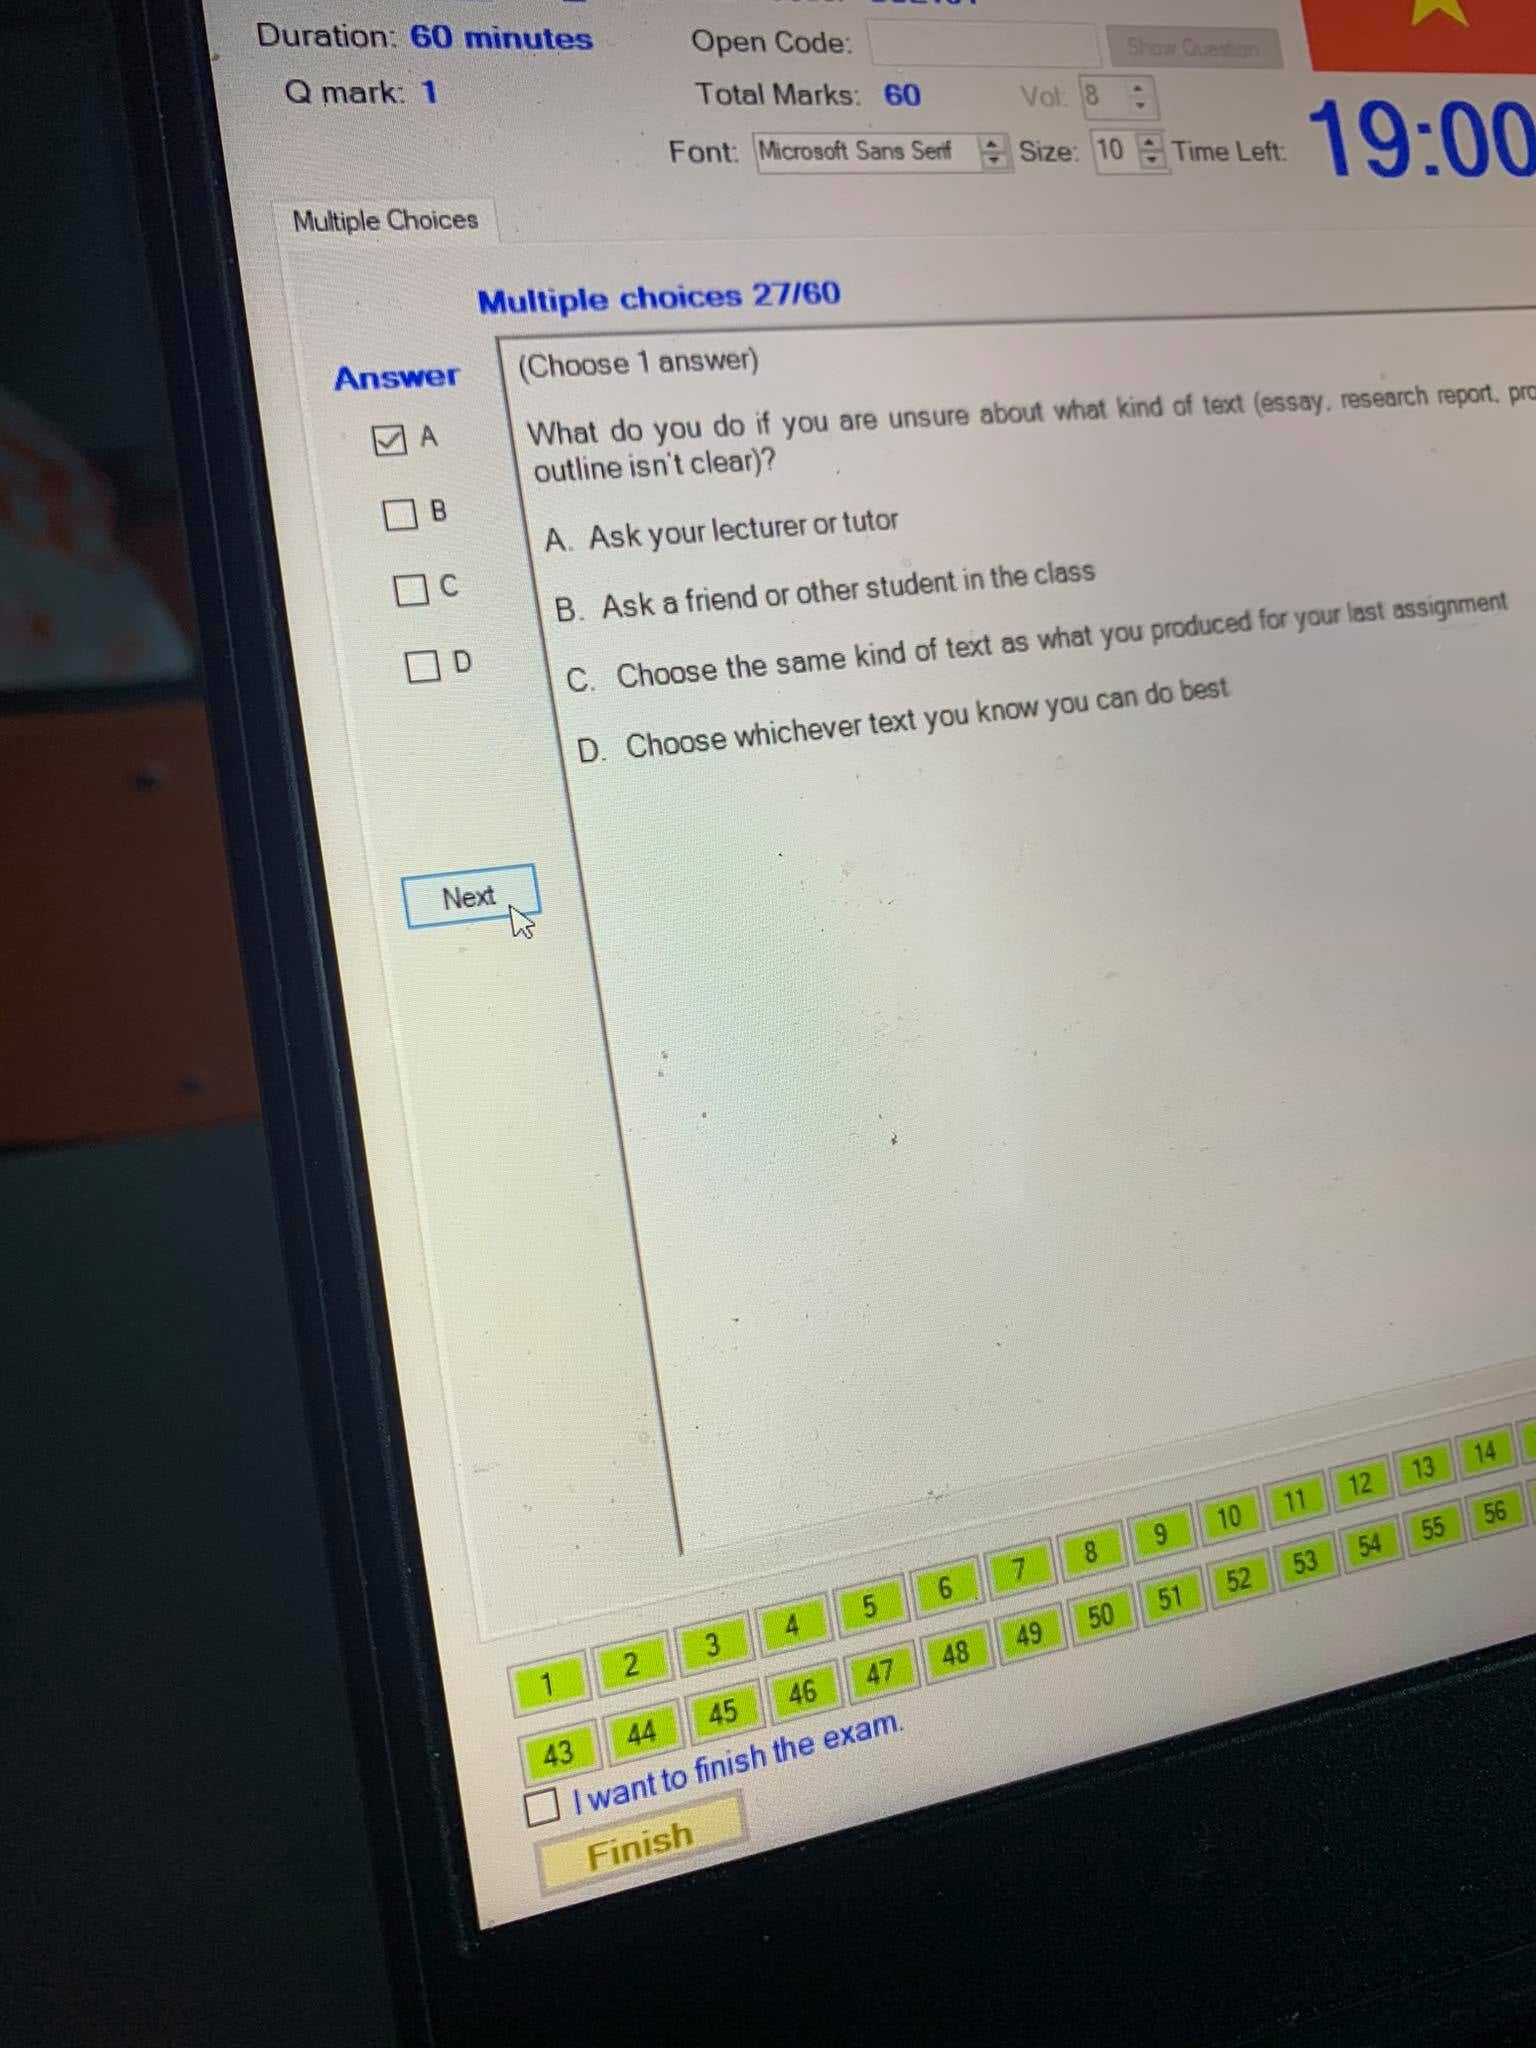 Duration: 60 minutes
Open Code:
Show Question
Q mark: 1
Total Marks: 60
Vol: 8
Font: Microsoft Sans Serif
Size: 10
Time Left: 19:00
Multiple Choices
Multiple choices 27/60
Answer
A
B
C
D
Next
(Choose 1 answer)
What do you do if you are unsure about what kind of text (essay, research report,
outline isn't clear)?
A. Ask your lecturer or tutor
B. Ask a friend or other student in the class
C. Choose the same kind of text as what you produced for your last assignment
D. Choose whichever text you know you can do best
1 2 3 4 5 6 7 8 9 10 11 12 13 14
43 44 45 46 47 48 49 50 51 52 53 54 55 56
I want to finish the exam.
Finish